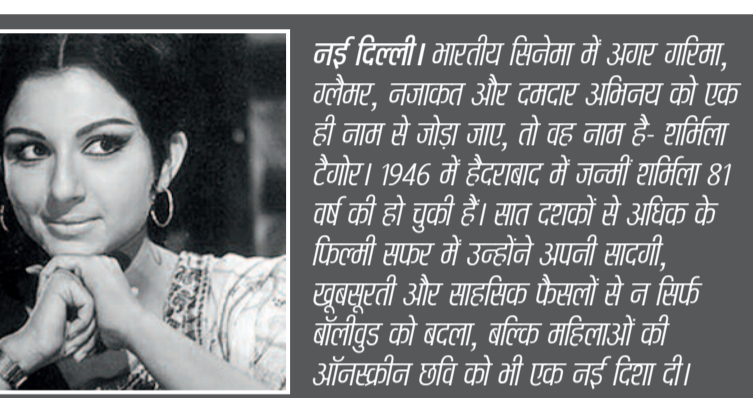 नई दिल्ली। भारतीय सिनेमा में अगर गरिमा,
ग्लैमर, नजाकत और दमदार अभिनय को एक
ही नाम से जोड़ा जाए, तो वह नाम है- शर्मिला
टैगोर। 1946 में हैदराबाद में जन्मीं शर्मिला 81
वर्ष की हो चुकी हैं। सात दशकों से अधिक के
फिल्मी सफर में उन्होंने अपनी सादगी,
खूबसूरती और साहसिक फैसलों से न सिर्फ
बॉलीवुड को बदला, बल्कि महिलाओं की
ऑनस्क्रीन छवि को भी एक नई दिशा दी।